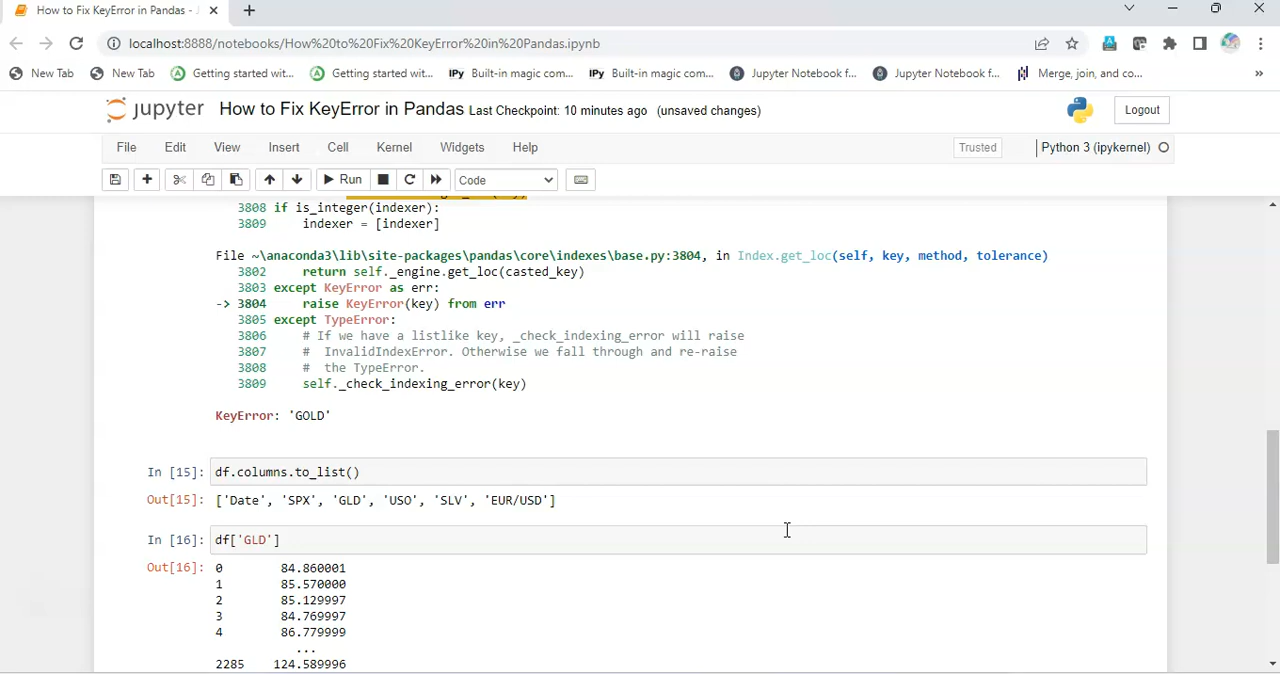 How to Fix KeyError in Pandas - J
localhost:8888/notebooks/How%20to%20Fix%20KeyError%20in%20Pandas.ipynb
New Tab New Tab Getting started wit... Getting started wit... IPy Built-in magic com... IPy Built-in magic com... Jupyter Notebook f... Jupyter Notebook f... Merge, join, and co... »
jupyter How to Fix KeyError in Pandas Last Checkpoint: 10 minutes ago (unsaved changes) Logout
File Edit View Insert Cell Kernel Widgets Help Trusted Python 3 (ipykernel)
Run Code
3808 if is_integer(indexer):
3809 indexer = [indexer]
File ~\anaconda3\lib\site-packages\pandas\core\indexes\base.py:3804, in Index.get_loc(self, key, method, tolerance)
3802 return self._engine.get_loc(casted_key)
3803 except KeyError as err:
-> 3804 raise KeyError(key) from err
3805 except TypeError:
3806 # If we have a listlike key, _check_indexing_error will raise
3807 # InvalidIndexError. Otherwise we fall through and re-raise
3808 # the TypeError.
3809 self._check_indexing_error(key)
KeyError: 'GOLD'
In [15]: df.columns.to_list()
Out[15]: ['Date', 'SPX', 'GLD', 'USO', 'SLV', 'EUR/USD']
In [16]: df['GLD']
Out[16]: 0 84.860001
1 85.570000
2 85.129997
3 84.769997
4 86.779999
...
2285 124.589996